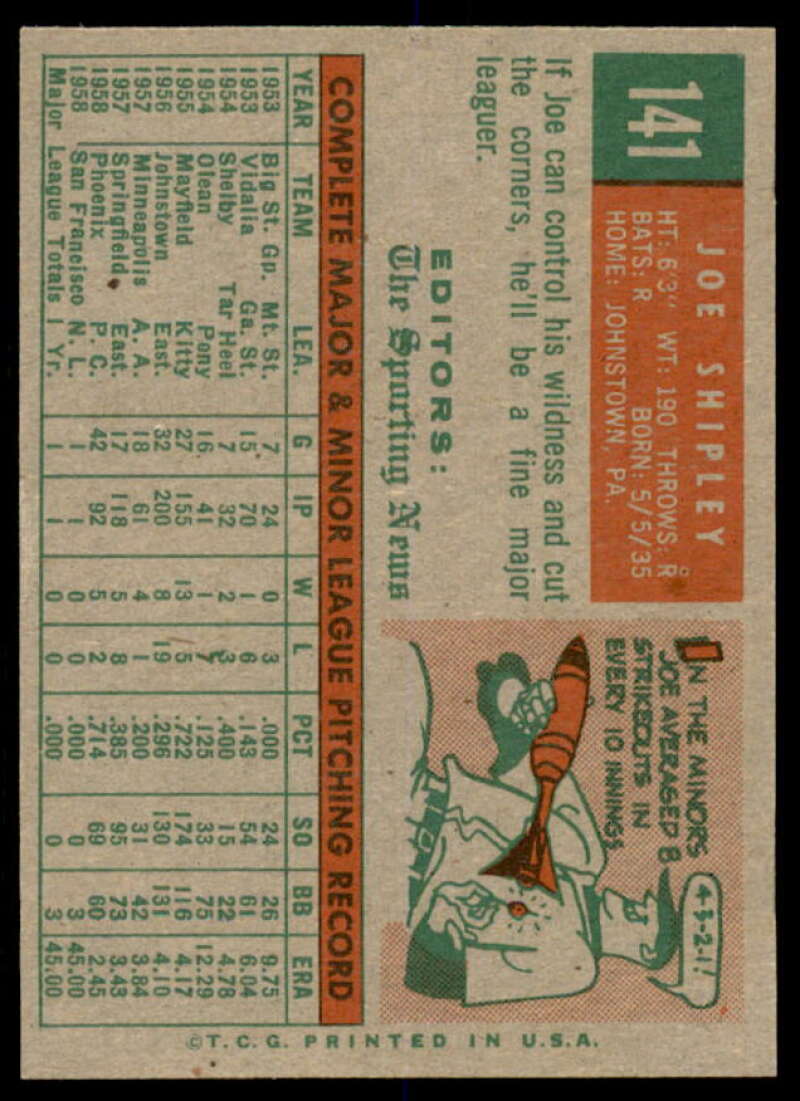 141
JOE SHIPLEY
HT: 6'3" WT: 190 THROWS: R
BATS: R BORN: 5/5/35
HOME: JOHNSTOWN, PA.
If Joe can control his wildness and cut
the corners, he'll be a fine major
leaguer.
EDITORS:
The Sporting News
IN THE MINORS
JOE AVERAGED 8
STRIKEOUTS IN
EVERY 10 INNINGS
4-3-2-1!
COMPLETE MAJOR & MINOR LEAGUE PITCHING RECORD
YEAR TEAM LEA. G IP W L PCT SO BB ERA
1953 Big St. Gp. Mt. St. 7 24 0 3 .000 24 26 9.75
1953 Vidalia Ga. St. 15 70 1 6 .143 54 61 6.04
1954 Shelby Tar Heel 7 32 2 3 .400 15 22 4.78
1954 Olean Pony 16 41 1 7 .125 33 75 12.29
1955 Mayfield Kitty 27 155 13 5 .722 174 116 4.17
1956 Johnstown East. 32 200 8 19 .296 130 131 4.10
1957 Minneapolis A. A. 18 61 4 1 .200 31 42 3.84
1957 Springfield East. 17 118 5 8 .385 95 73 3.43
1958 Phoenix P. C. 42 92 5 2 .714 69 60 2.45
1958 San Francisco N. L. 1 1 0 0 .000 0 3 45.00
Major League Totals 1 Yr. 1 1 0 0 .000 0 3 45.00
©T.C.G. PRINTED IN U.S.A.